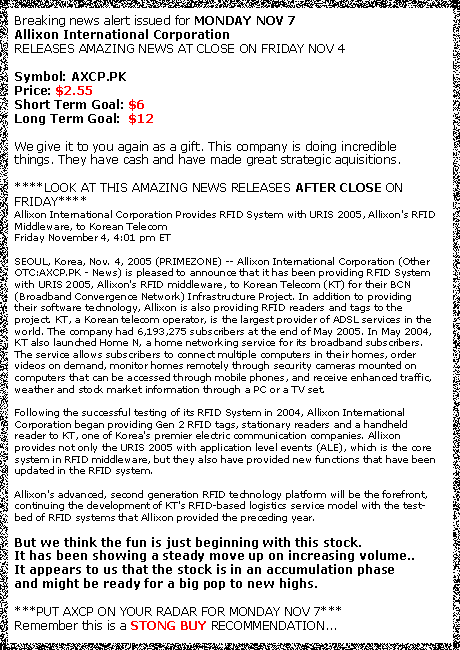 Breaking news alert issued for MONDAY NOV 7
Allixon International Corporation
RELEASES AMAZING NEWS AT CLOSE ON FRIDAY NOV 4
Symbol: AXCP.PK
Price: $2.55
Short Term Goal: $6
Long Term Goal: $12
We give it to you again as a gift. This company is doing incredible
things. They have cash and have made great strategic aquisitions.
****LOOK AT THIS AMAZING NEWS RELEASES AFTER CLOSE ON
FRIDAY****
Allixon International Corporation Provides RFID System with URIS 2005, Allixon's RFID
Middleware, to Korean Telecom
Friday November 4, 4:01 pm ET
SEOUL, Korea, Nov. 4, 2005 (PRIMEZONE) -- Allixon International Corporation (Other
OTC:AXCP.PK - News) is pleased to announce that it has been providing RFID System
with URIS 2005, Allixon's RFID middleware, to Korean Telecom (KT) for their BCN
(Broadband Convergence Network) Infrastructure Project. In addition to providing
their software technology, Allixon is also providing RFID readers and tags to the
project. KT, a Korean telecom operator, is the largest provider of ADSL services in the
world. The company had 6,193,275 subscribers at the end of May 2005. In May 2004,
KT also launched Home N, a home networking service for its broadband subscribers.
The service allows subscribers to connect multiple computers in their homes, order
videos on demand, monitor homes remotely through security cameras mounted on
computers that can be accessed through mobile phones, and receive enhanced traffic,
weather and stock market information through a PC or a TV set.
Following the successful testing of its RFID System in 2004, Allixon International
Corporation began providing Gen 2 RFID tags, stationary readers and a handheld
reader to KT, one of Korea's premier electric communication companies. Allixon
provides not only the URIS 2005 with application level events (ALE), which is the core
system in RFID middleware, but they also have provided new functions that have been
updated in the RFID system.
Allixon's advanced, second generation RFID technology platform will be the forefront,
continuing the development of KT's RFID-based logistics service model with the test-
bed of RFID systems that Allixon provided the preceding year.
But we think the fun is just beginning with this stock.
It has been showing a steady move up on increasing volume..
It appears to us that the stock is in an accumulation phase
and might be ready for a big pop to new highs.
***PUT AXCP ON YOUR RADAR FOR MONDAY NOV 7***
Remember this is a STONG BUY RECOMMENDATION...